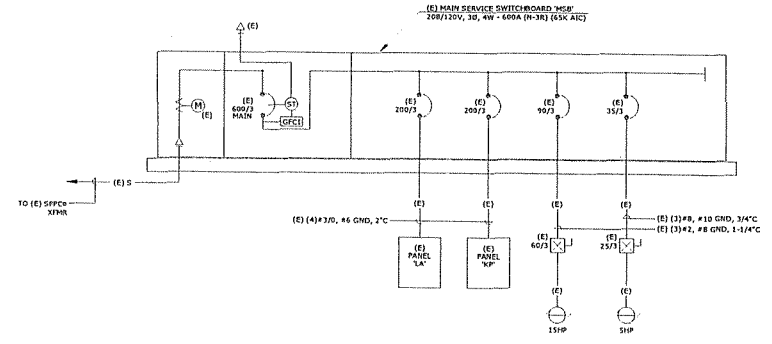 (E) MAIN SERVICE SWITCHBOARD 'MSB'
208/120V, 3Ø, 4W - 600A (N-3R) (65K AIC)
(E)
(E)
600/3
MAIN
ST
GFCI
M
(E)
(E)
200/3
(E)
200/3
(E)
90/3
(E)
35/3
(E) S
TO (E) SPPCo
XFMR
(E)
(E)
(E)
(E)
(E) (4)#3/0, #6 GND, 2"C
(E) (3)#8, #10 GND, 3/4"C
(E) (3)#2, #8 GND, 1-1/4"C
(E)
PANEL
'LA'
(E)
PANEL
'KP'
(E)
60/3
(E)
25/3
(E)
(E)
15HP
5HP